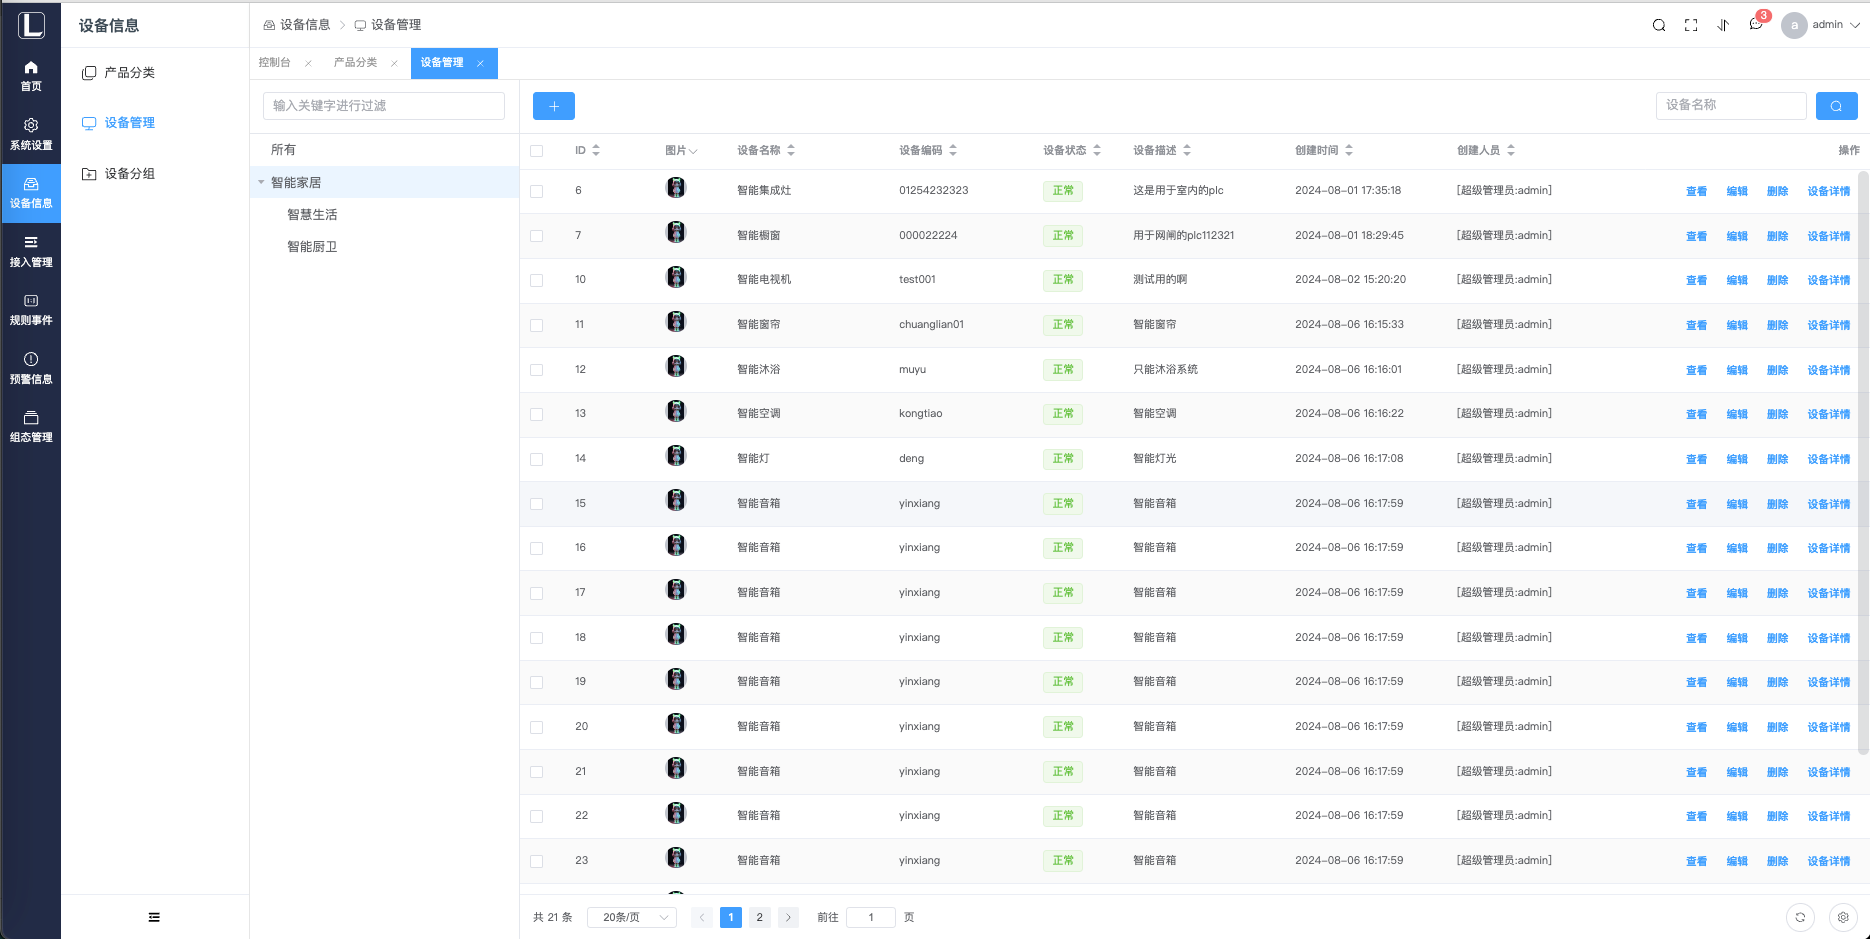 L 设备信息 设备信息 > 设备管理 3 a admin
首页
系统设置
设备信息
接入管理
规则事件
预警信息
组态管理
产品分类
设备管理
设备分组
控制台 × 产品分类 × 设备管理 ×
输入关键字进行过滤
所有
智能家居
智慧生活
智能厨卫
+ 设备名称
ID 图片 设备名称 设备编码 设备状态 设备描述 创建时间 创建人员 操作
6 智能集成灶 01254232323 正常 这是用于室内的plc 2024-08-01 17:35:18 [超级管理员:admin] 查看 编辑 删除 设备详情
7 智能橱窗 000022224 正常 用于网闸的plc112321 2024-08-01 18:29:45 [超级管理员:admin] 查看 编辑 删除 设备详情
10 智能电视机 test001 正常 测试用的啊 2024-08-02 15:20:20 [超级管理员:admin] 查看 编辑 删除 设备详情
11 智能窗帘 chuanglian01 正常 智能窗帘 2024-08-06 16:15:33 [超级管理员:admin] 查看 编辑 删除 设备详情
12 智能沐浴 muyu 正常 只能沐浴系统 2024-08-06 16:16:01 [超级管理员:admin] 查看 编辑 删除 设备详情
13 智能空调 kongtiao 正常 智能空调 2024-08-06 16:16:22 [超级管理员:admin] 查看 编辑 删除 设备详情
14 智能灯 deng 正常 智能灯光 2024-08-06 16:17:08 [超级管理员:admin] 查看 编辑 删除 设备详情
15 智能音箱 yinxiang 正常 智能音箱 2024-08-06 16:17:59 [超级管理员:admin] 查看 编辑 删除 设备详情
16 智能音箱 yinxiang 正常 智能音箱 2024-08-06 16:17:59 [超级管理员:admin] 查看 编辑 删除 设备详情
17 智能音箱 yinxiang 正常 智能音箱 2024-08-06 16:17:59 [超级管理员:admin] 查看 编辑 删除 设备详情
18 智能音箱 yinxiang 正常 智能音箱 2024-08-06 16:17:59 [超级管理员:admin] 查看 编辑 删除 设备详情
19 智能音箱 yinxiang 正常 智能音箱 2024-08-06 16:17:59 [超级管理员:admin] 查看 编辑 删除 设备详情
20 智能音箱 yinxiang 正常 智能音箱 2024-08-06 16:17:59 [超级管理员:admin] 查看 编辑 删除 设备详情
21 智能音箱 yinxiang 正常 智能音箱 2024-08-06 16:17:59 [超级管理员:admin] 查看 编辑 删除 设备详情
22 智能音箱 yinxiang 正常 智能音箱 2024-08-06 16:17:59 [超级管理员:admin] 查看 编辑 删除 设备详情
23 智能音箱 yinxiang 正常 智能音箱 2024-08-06 16:17:59 [超级管理员:admin] 查看 编辑 删除 设备详情
共 21 条 20条/页 < 1 2 > 前往 1 页